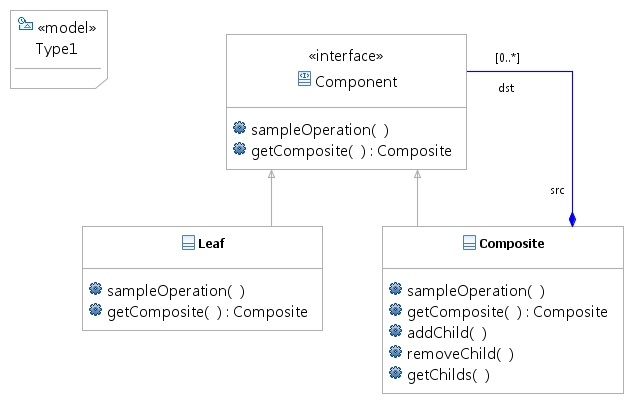 «model»
Type1
«interface»
Component
sampleOperation( )
getComposite( ) : Composite
[0..*]
dst
src
Leaf
sampleOperation( )
getComposite( ) : Composite
Composite
sampleOperation( )
getComposite( ) : Composite
addChild( )
removeChild( )
getChilds( )